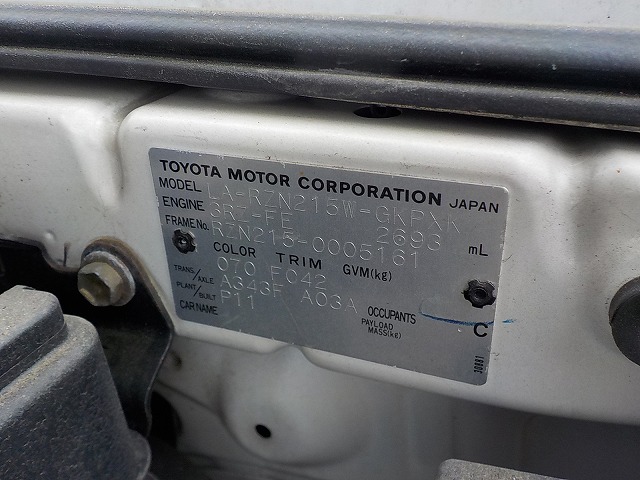 TOYOTA MOTOR CORPORATION JAPAN
MODEL LA-RZN215W-GKPXK
ENGINE 3RZ-FE 2693 mL
FRAME No. RZN215-0005161
COLOR TRIM GVM(kg)
070 FC42
TRANS./AXLE A343F A03A
PLANT/BUILT P11 OCCUPANTS
CAR NAME PAYLOAD MASS(kg) C
30881